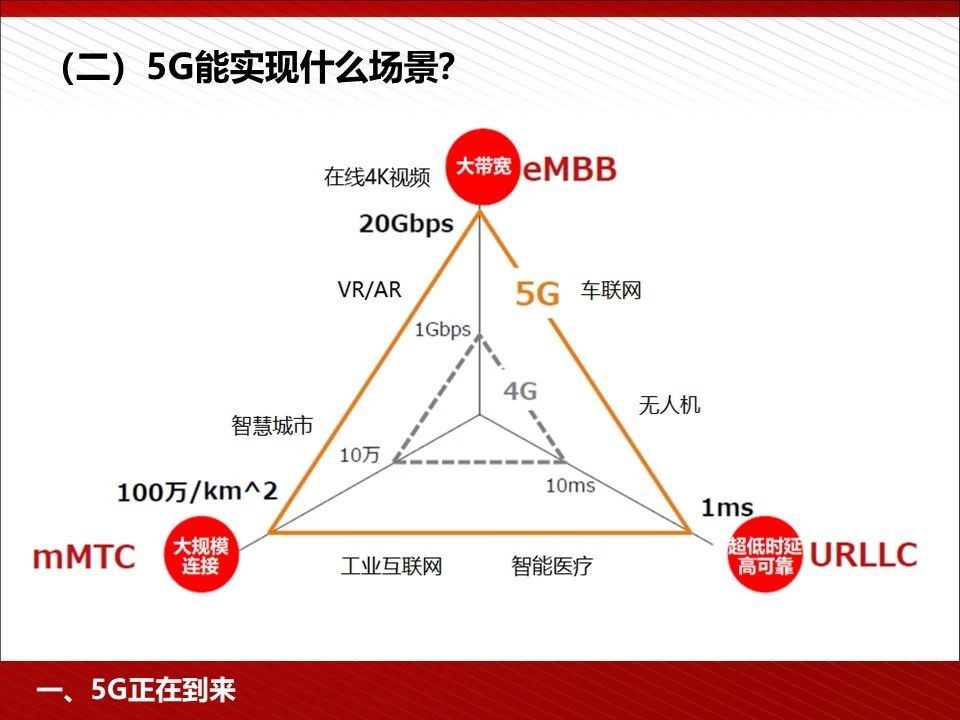 （二）5G能实现什么场景?
大带宽
eMBB
在线4K视频
20Gbps
VR/AR
5G
车联网
1Gbps
4G
无人机
智慧城市
10万
10ms
100万/km^2
1ms
mMTC
大规模
连接
工业互联网
智能医疗
超低时延
高可靠
URLLC
一、5G正在到来